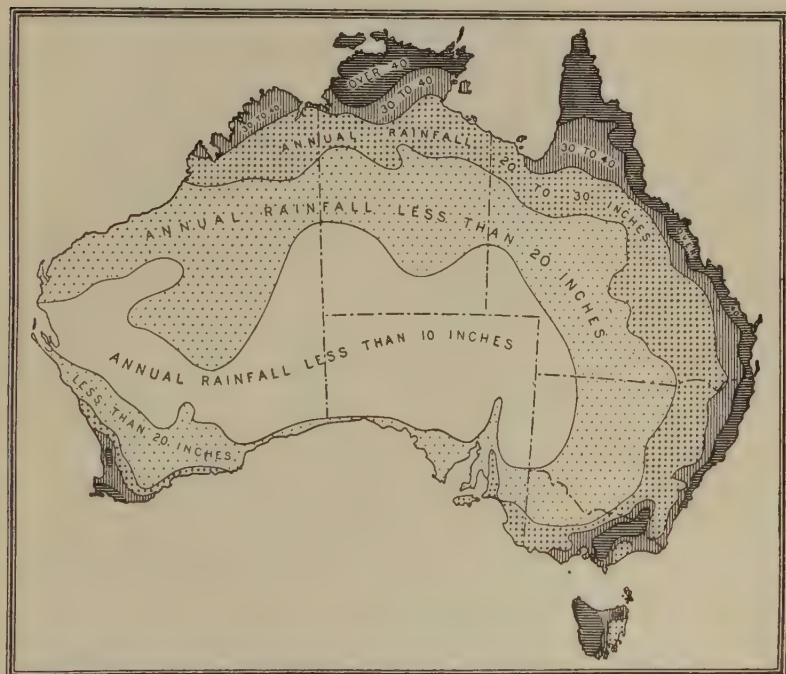 OVER 40
30 TO 40
30 TO 40
30 TO 40
ANNUAL RAINFALL 20 TO 30 INCHES
ANNUAL RAINFALL LESS THAN 20 INCHES
ANNUAL RAINFALL LESS THAN 10 INCHES
LESS THAN 20 INCHES.